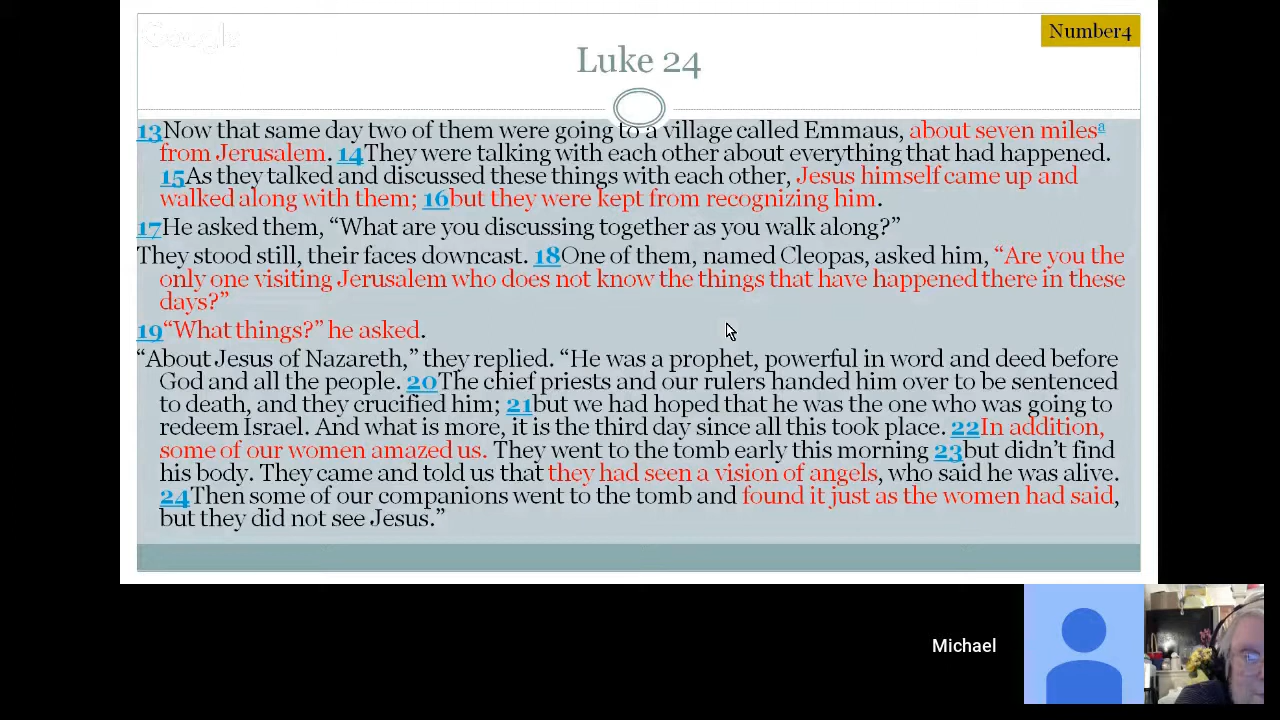 Google
Number4
Luke 24
13Now that same day two of them were going to a village called Emmaus, about seven milesa
from Jerusalem. 14They were talking with each other about everything that had happened.
15As they talked and discussed these things with each other, Jesus himself came up and
walked along with them; 16but they were kept from recognizing him.
17He asked them, “What are you discussing together as you walk along?”
They stood still, their faces downcast. 18One of them, named Cleopas, asked him, “Are you the
only one visiting Jerusalem who does not know the things that have happened there in these
days?”
19“What things?” he asked.
“About Jesus of Nazareth,” they replied. “He was a prophet, powerful in word and deed before
God and all the people. 20The chief priests and our rulers handed him over to be sentenced
to death, and they crucified him; 21but we had hoped that he was the one who was going to
redeem Israel. And what is more, it is the third day since all this took place. 22In addition,
some of our women amazed us. They went to the tomb early this morning 23but didn’t find
his body. They came and told us that they had seen a vision of angels, who said he was alive.
24Then some of our companions went to the tomb and found it just as the women had said,
but they did not see Jesus.”
Michael